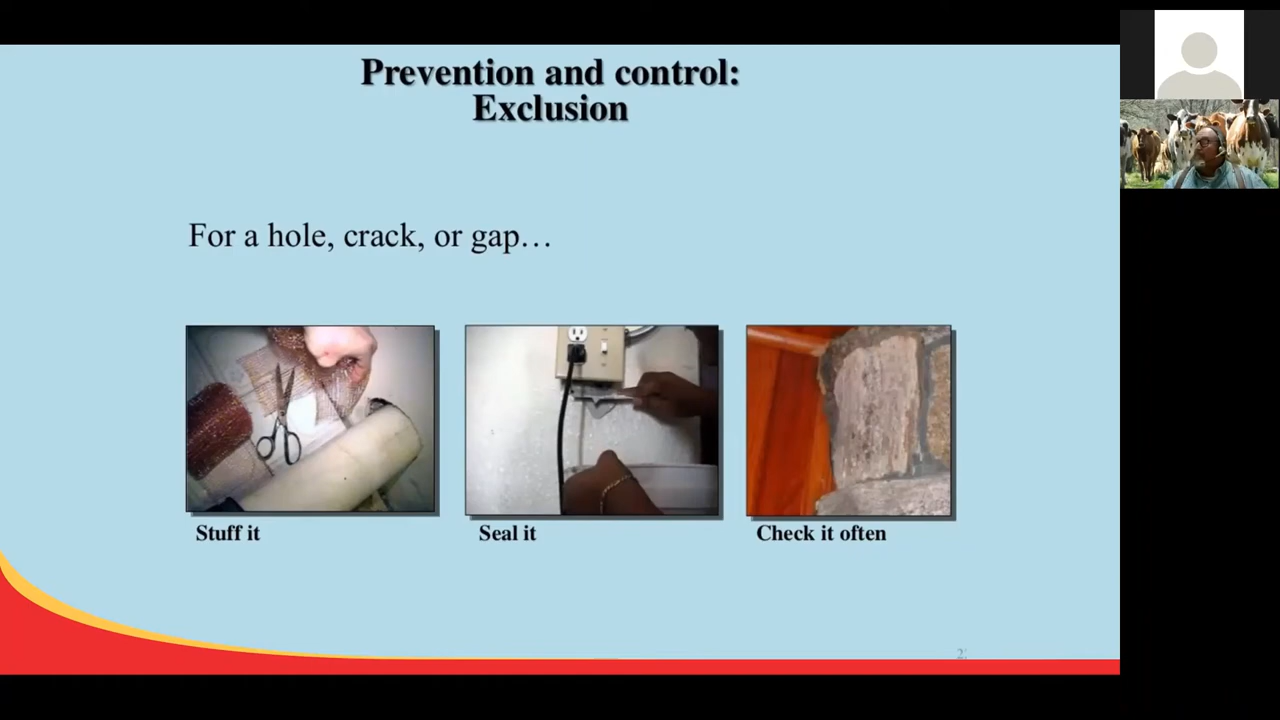 Prevention and control:
Exclusion
For a hole, crack, or gap…
Stuff it
Seal it
Check it often